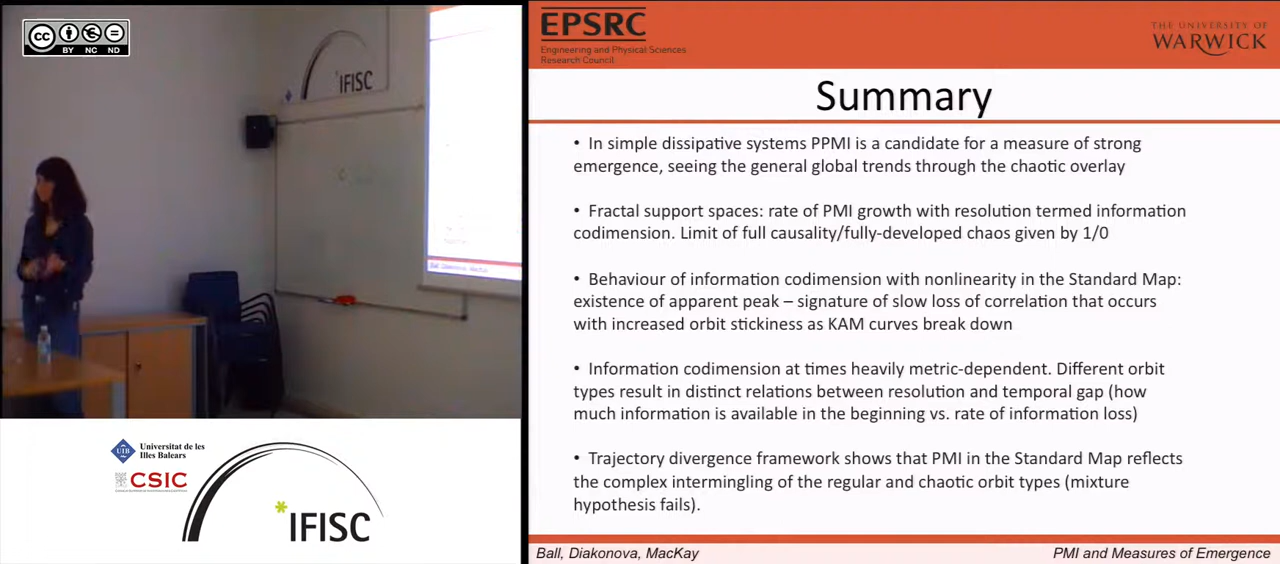 cc
BY NC ND
IFISC
Ball, Diakonova, MacKay
Universitat de les
Illes Balears
UIB
CSIC
*IFISC
EPSRC
Engineering and Physical Sciences
Research Council
THE UNIVERSITY OF
WARWICK
Summary
• In simple dissipative systems PPMI is a candidate for a measure of strong
emergence, seeing the general global trends through the chaotic overlay
• Fractal support spaces: rate of PMI growth with resolution termed information
codimension. Limit of full causality/fully-developed chaos given by 1/0
• Behaviour of information codimension with nonlinearity in the Standard Map:
existence of apparent peak – signature of slow loss of correlation that occurs
with increased orbit stickiness as KAM curves break down
• Information codimension at times heavily metric-dependent. Different orbit
types result in distinct relations between resolution and temporal gap (how
much information is available in the beginning vs. rate of information loss)
• Trajectory divergence framework shows that PMI in the Standard Map reflects
the complex intermingling of the regular and chaotic orbit types (mixture
hypothesis fails).
Ball, Diakonova, MacKay
PMI and Measures of Emergence